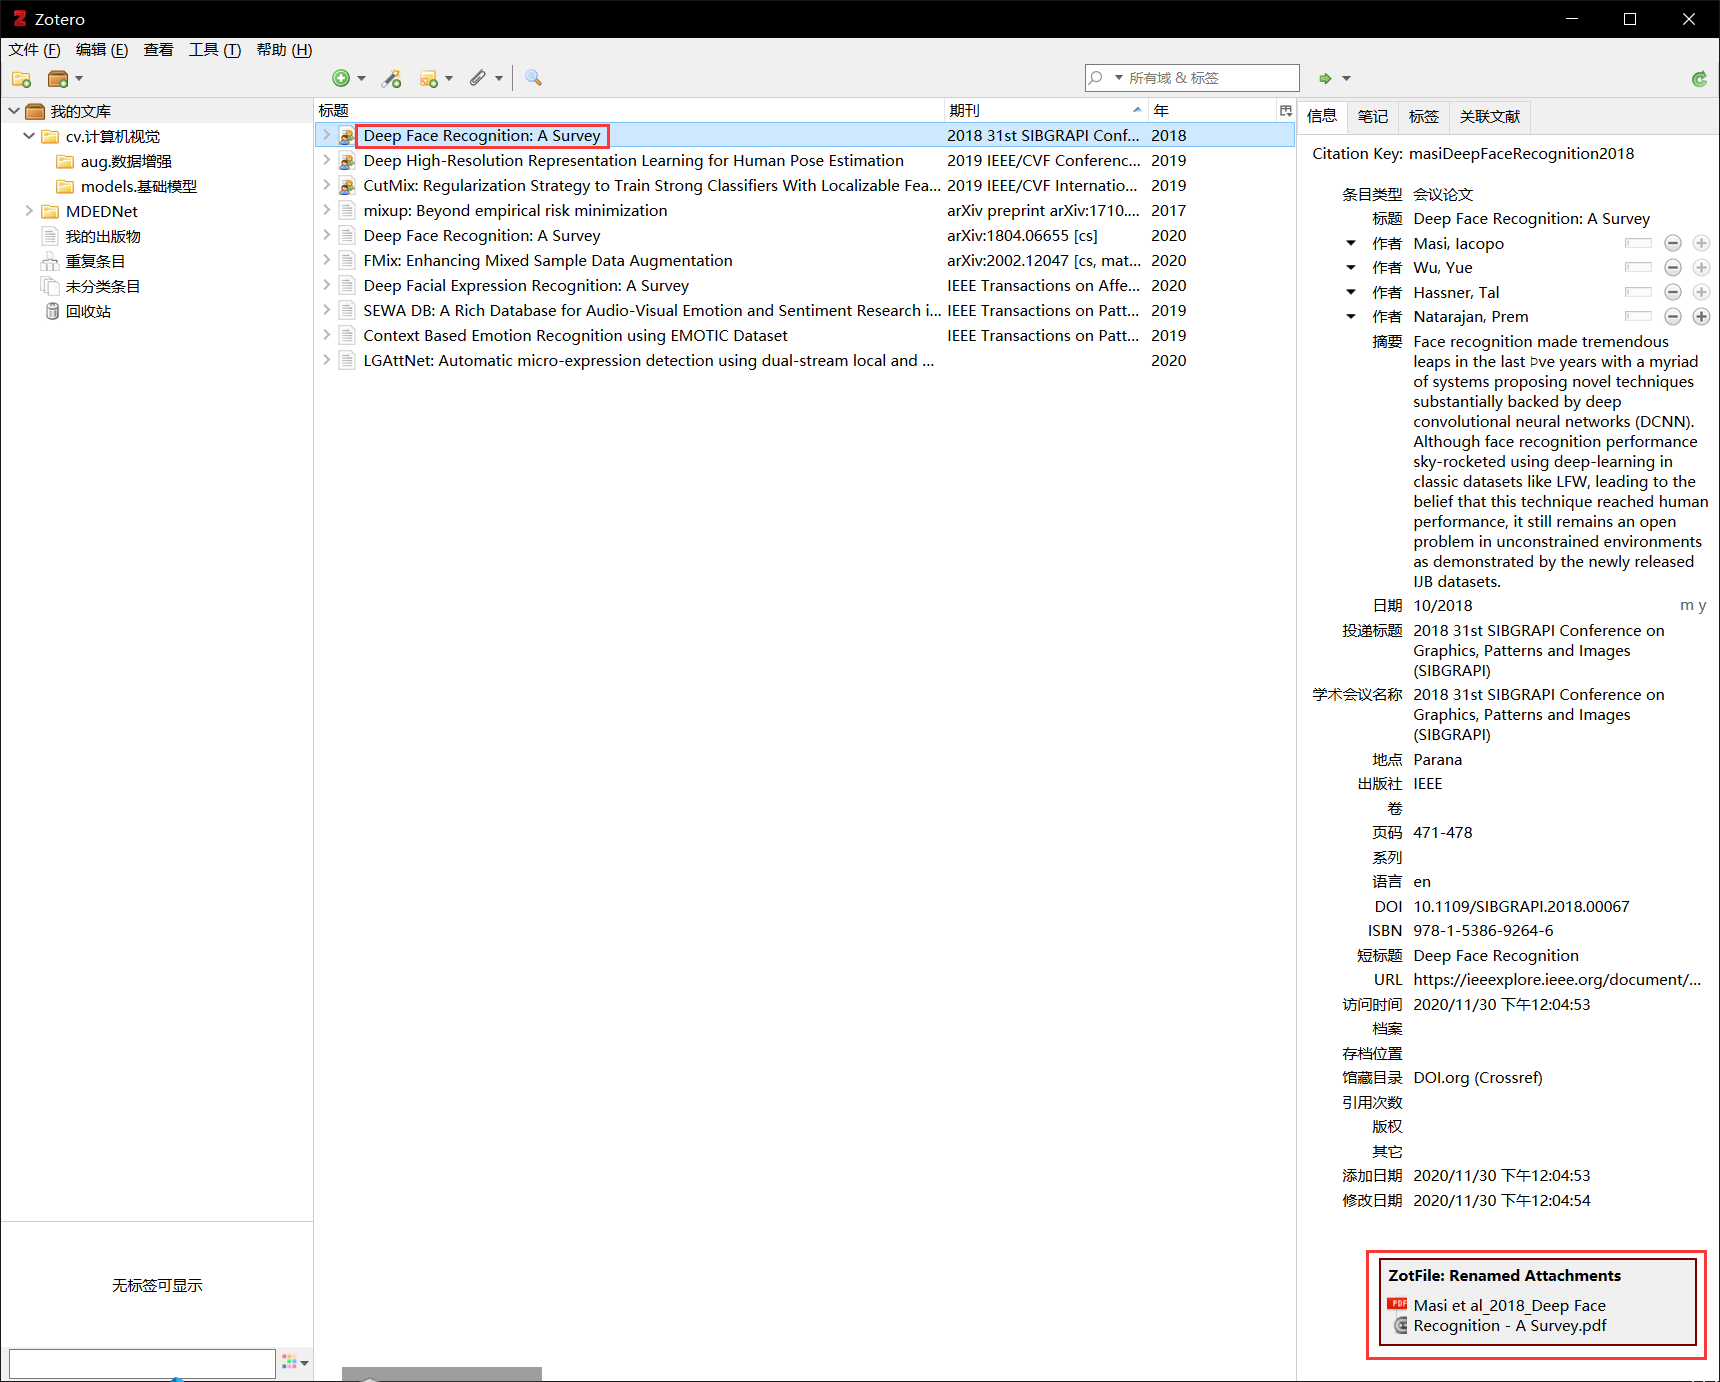 Zotero
文件 (F) 编辑 (E) 查看 工具 (T) 帮助 (H)
所有域 & 标签
我的文库
cv.计算机视觉
aug.数据增强
models.基础模型
MDEDNet
我的出版物
重复条目
未分类条目
回收站
无标签可显示
标题 期刊 年
Deep Face Recognition: A Survey 2018 31st SIBGRAPI Conf... 2018
Deep High-Resolution Representation Learning for Human Pose Estimation 2019 IEEE/CVF Conferenc... 2019
CutMix: Regularization Strategy to Train Strong Classifiers With Localizable Fea... 2019 IEEE/CVF Internatio... 2019
mixup: Beyond empirical risk minimization arXiv preprint arXiv:1710.... 2017
Deep Face Recognition: A Survey arXiv:1804.06655 [cs] 2020
FMix: Enhancing Mixed Sample Data Augmentation arXiv:2002.12047 [cs, mat... 2020
Deep Facial Expression Recognition: A Survey IEEE Transactions on Affe... 2020
SEWA DB: A Rich Database for Audio-Visual Emotion and Sentiment Research i... IEEE Transactions on Patt... 2019
Context Based Emotion Recognition using EMOTIC Dataset IEEE Transactions on Patt... 2019
LGAttNet: Automatic micro-expression detection using dual-stream local and ... 2020
信息 笔记 标签 关联文献
Citation Key: masiDeepFaceRecognition2018
条目类型 会议论文
标题 Deep Face Recognition: A Survey
作者 Masi, Iacopo
作者 Wu, Yue
作者 Hassner, Tal
作者 Natarajan, Prem
摘要 Face recognition made tremendous
leaps in the last Þve years with a myriad
of systems proposing novel techniques
substantially backed by deep
convolutional neural networks (DCNN).
Although face recognition performance
sky-rocketed using deep-learning in
classic datasets like LFW, leading to the
belief that this technique reached human
performance, it still remains an open
problem in unconstrained environments
as demonstrated by the newly released
IJB datasets.
日期 10/2018 m y
投递标题 2018 31st SIBGRAPI Conference on
Graphics, Patterns and Images
(SIBGRAPI)
学术会议名称 2018 31st SIBGRAPI Conference on
Graphics, Patterns and Images
(SIBGRAPI)
地点 Parana
出版社 IEEE
卷
页码 471-478
系列
语言 en
DOI 10.1109/SIBGRAPI.2018.00067
ISBN 978-1-5386-9264-6
短标题 Deep Face Recognition
URL https://ieeexplore.ieee.org/document/...
访问时间 2020/11/30 下午12:04:53
档案
存档位置
馆藏目录 DOI.org (Crossref)
引用次数
版权
其它
添加日期 2020/11/30 下午12:04:53
修改日期 2020/11/30 下午12:04:54
ZotFile: Renamed Attachments
PDF Masi et al_2018_Deep Face
Recognition - A Survey.pdf